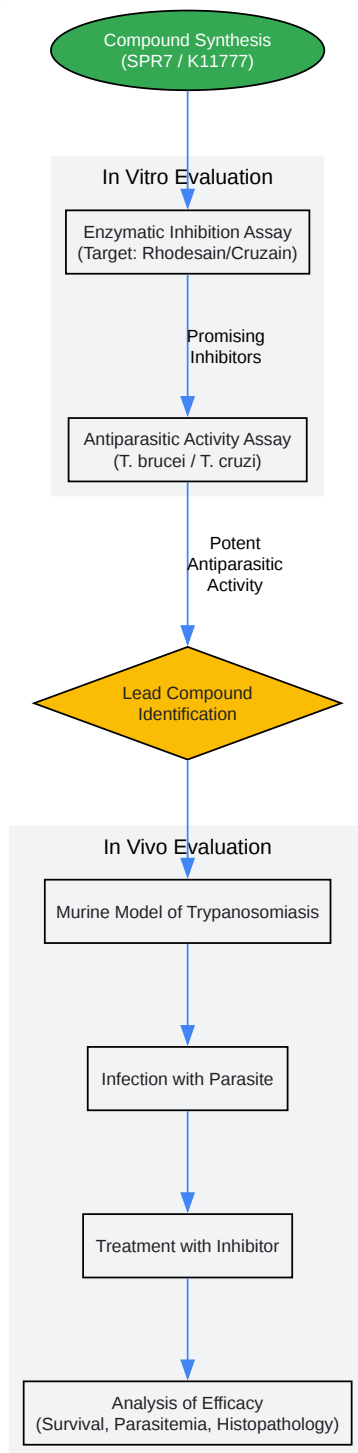 Compound Synthesis
(SPR7 / K11777)
In Vitro Evaluation
Enzymatic Inhibition Assay
(Target: Rhodesain/Cruzain)
Promising
Inhibitors
Antiparasitic Activity Assay
(T. brucei / T. cruzi)
Potent
Antiparasitic
Activity
Lead Compound
Identification
In Vivo Evaluation
Murine Model of Trypanosomiasis
Infection with Parasite
Treatment with Inhibitor
Analysis of Efficacy
(Survival, Parasitemia, Histopathology)